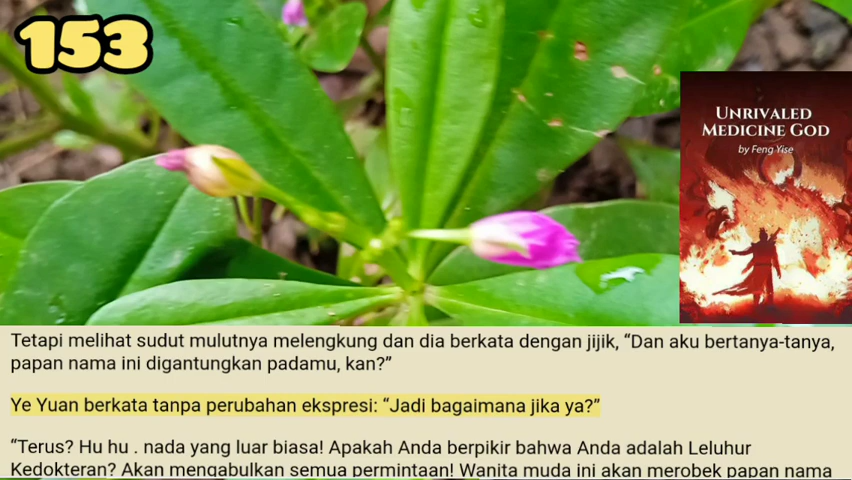 153
UNRIVALED
MEDICINE GOD
by Feng Yise
Tetapi melihat sudut mulutnya melengkung dan dia berkata dengan jijik, “Dan aku bertanya-tanya,
papan nama ini digantungkan padamu, kan?”
Ye Yuan berkata tanpa perubahan ekspresi: “Jadi bagaimana jika ya?”
“Terus? Hu hu . nada yang luar biasa! Apakah Anda berpikir bahwa Anda adalah Leluhur
Kedokteran? Akan mengabulkan semua permintaan! Wanita muda ini akan merobek papan nama